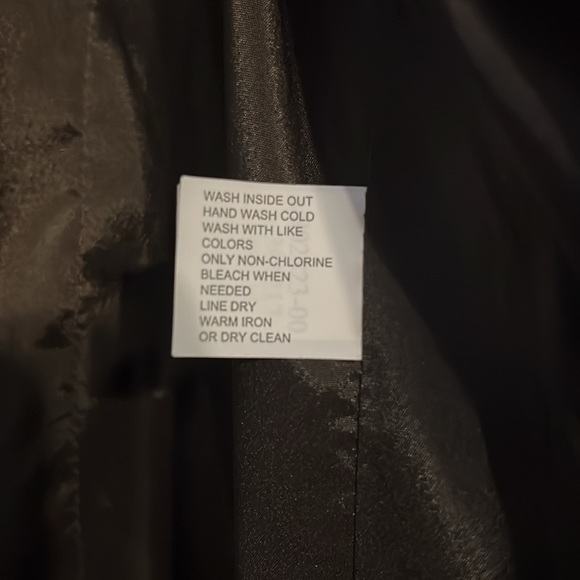 WASH INSIDE OUT
HAND WASH COLD
WASH WITH LIKE
COLORS
ONLY NON-CHLORINE
BLEACH WHEN
NEEDED
LINE DRY
WARM IRON
OR DRY CLEAN